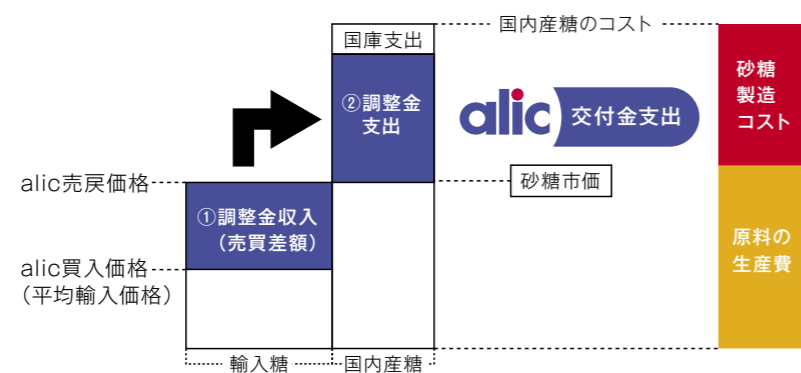 国内産糖のコスト
国庫支出
②調整金
支出
alic 交付金支出
砂糖
製造
コスト
alic売戻価格
砂糖市価
①調整金収入
（売買差額）
原料の
生産費
alic買入価格
（平均輸入価格）
輸入糖
国内産糖